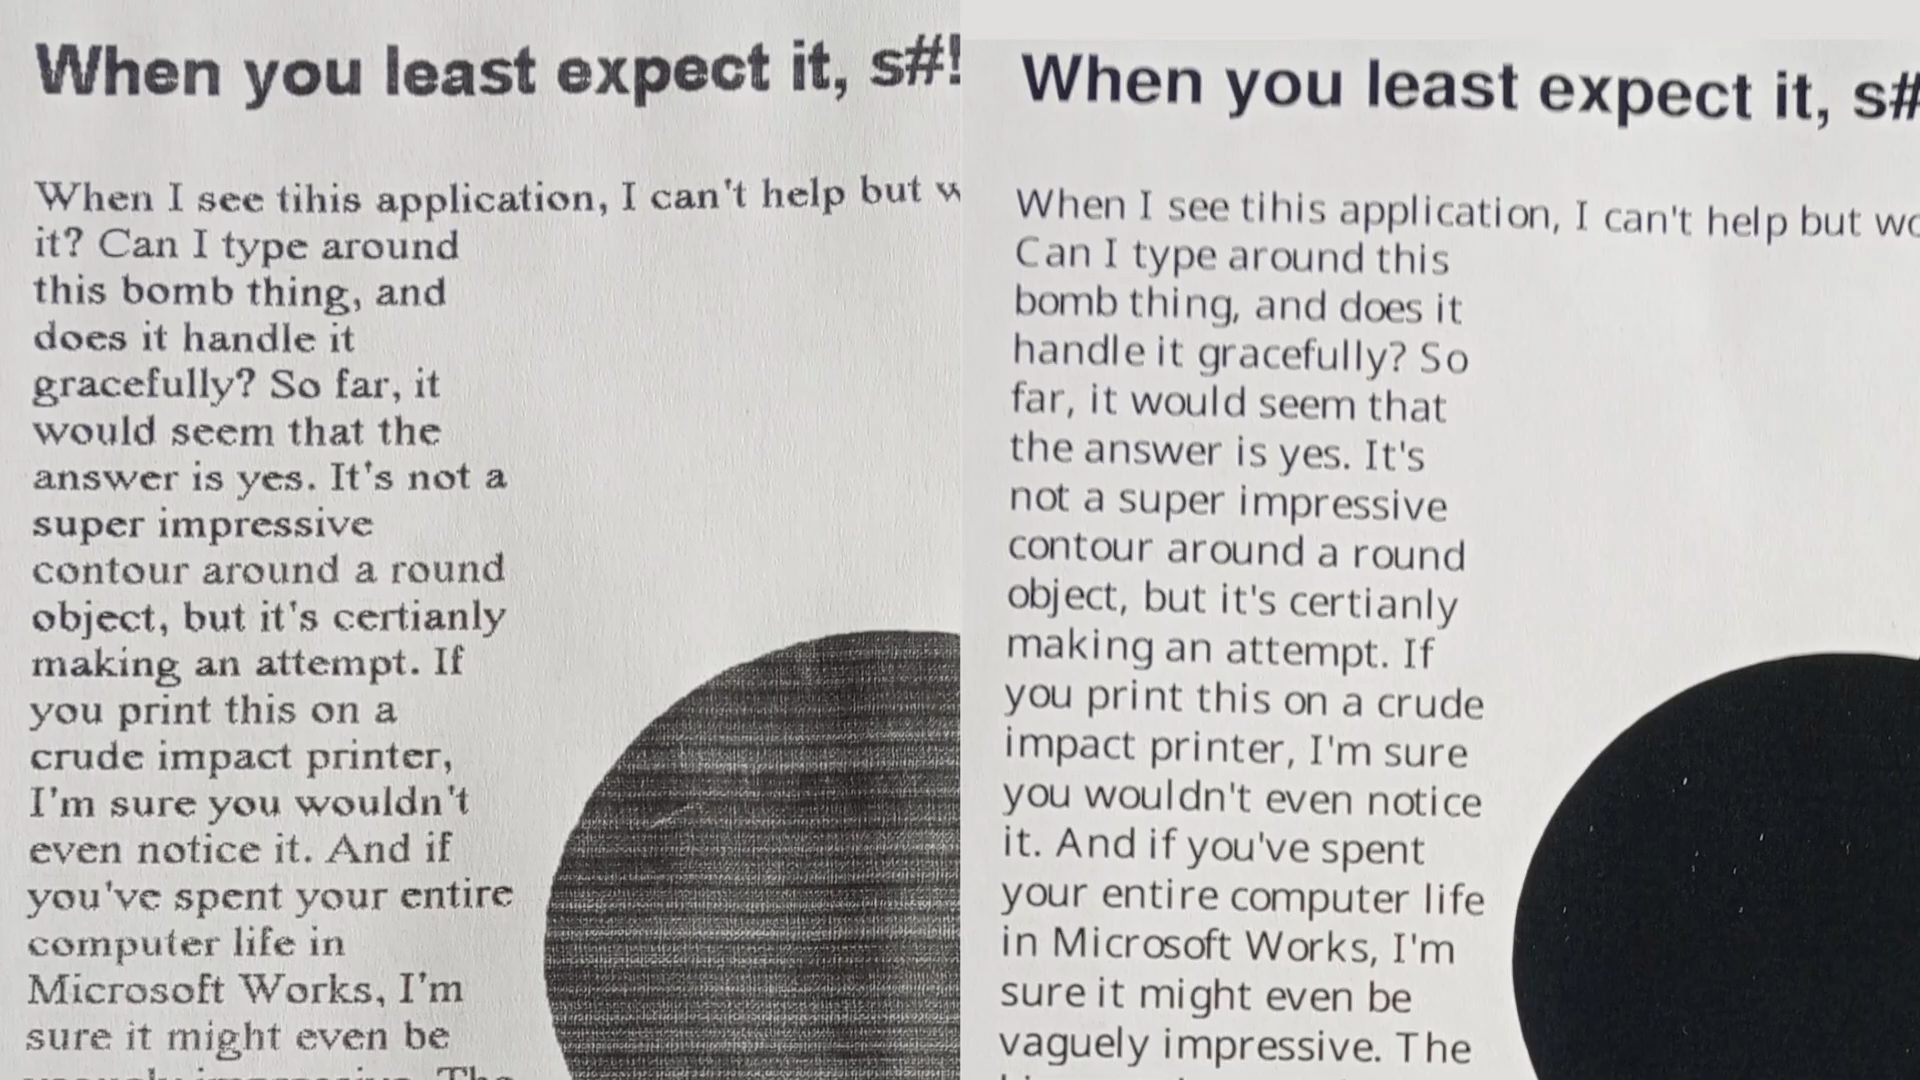 When you least expect it, s#!
When I see tihis application, I can't help but w
it? Can I type around
this bomb thing, and
does it handle it
gracefully? So far, it
would seem that the
answer is yes. It's not a
super impressive
contour around a round
object, but it's certianly
making an attempt. If
you print this on a
crude impact printer,
I'm sure you wouldn't
even notice it. And if
you've spent your entire
computer life in
Microsoft Works, I'm
sure it might even be
vaguely impressive. The
When you least expect it, s#
When I see tihis application, I can't help but wo
Can I type around this
bomb thing, and does it
handle it gracefully? So
far, it would seem that
the answer is yes. It's
not a super impressive
contour around a round
object, but it's certianly
making an attempt. If
you print this on a crude
impact printer, I'm sure
you wouldn't even notice
it. And if you've spent
your entire computer life
in Microsoft Works, I'm
sure it might even be
vaguely impressive. The